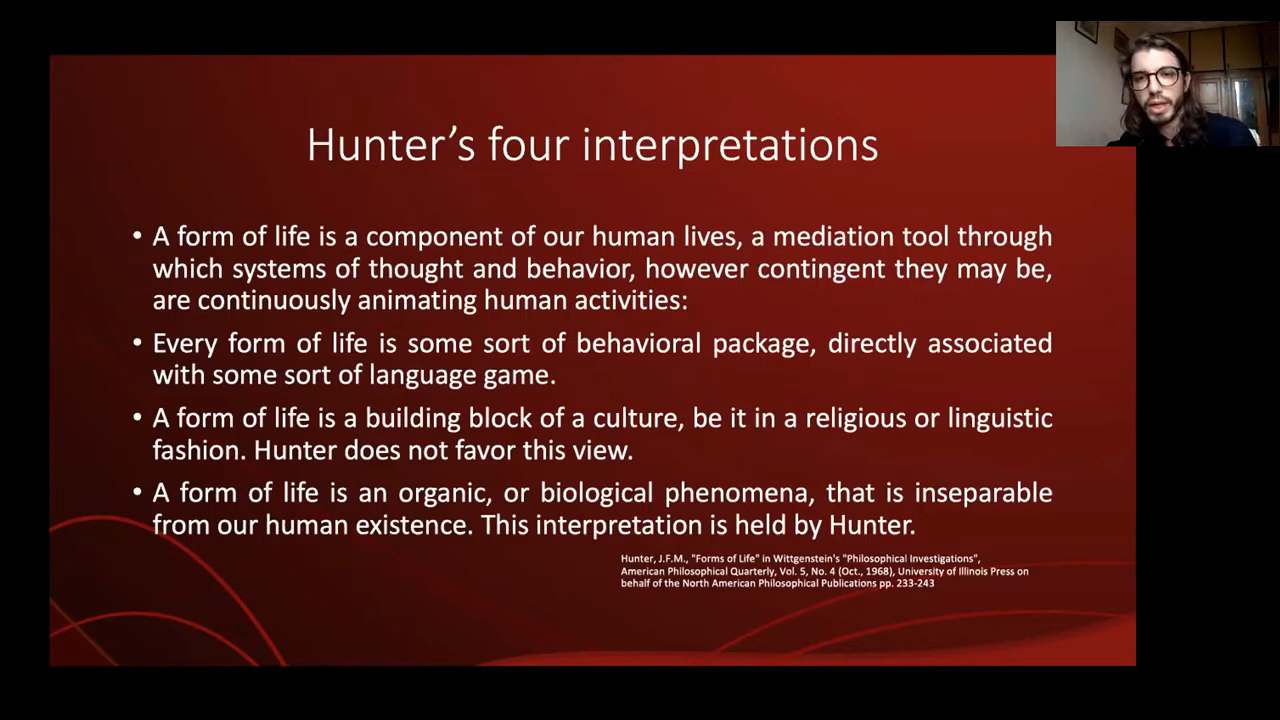 Hunter's four interpretations
• A form of life is a component of our human lives, a mediation tool through
which systems of thought and behavior, however contingent they may be,
are continuously animating human activities:
• Every form of life is some sort of behavioral package, directly associated
with some sort of language game.
• A form of life is a building block of a culture, be it in a religious or linguistic
fashion. Hunter does not favor this view.
• A form of life is an organic, or biological phenomena, that is inseparable
from our human existence. This interpretation is held by Hunter.
Hunter, J.F.M., "Forms of Life" in Wittgenstein's "Philosophical Investigations",
American Philosophical Quarterly, Vol. 5, No. 4 (Oct., 1968), University of Illinois Press on
behalf of the North American Philosophical Publications pp. 233-243